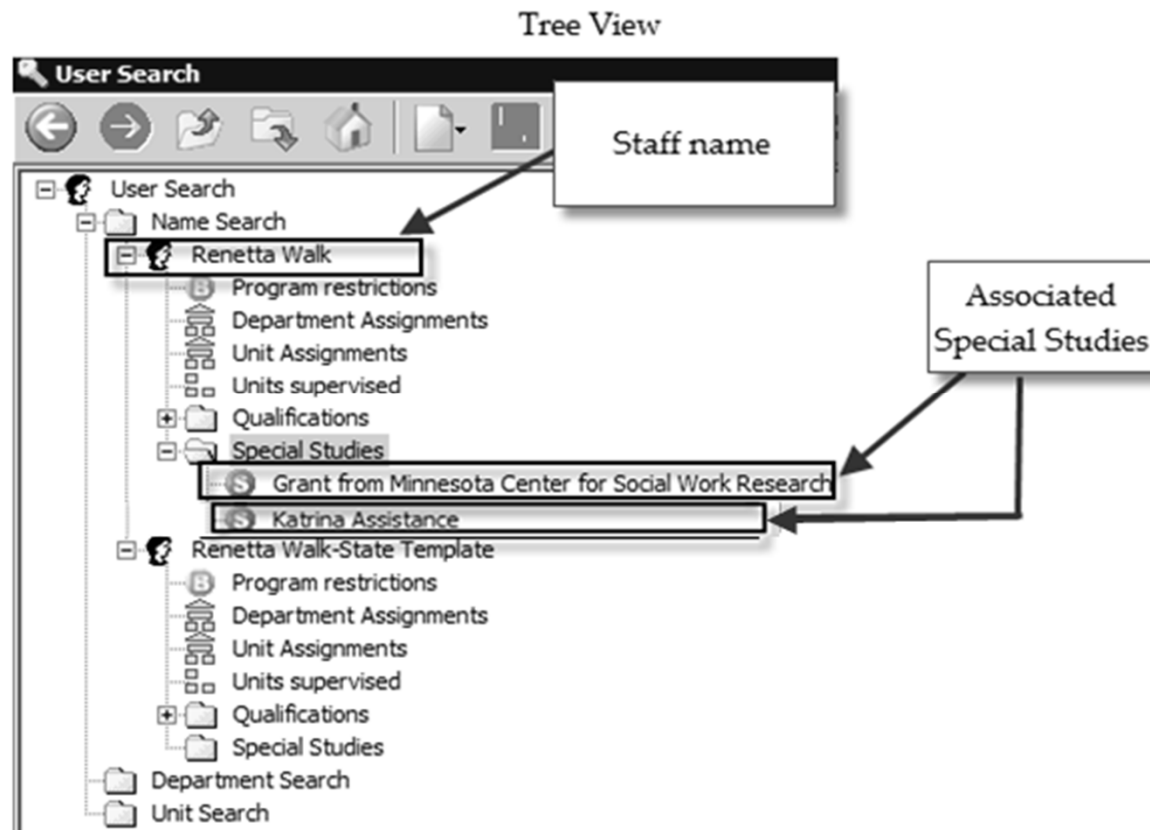 Tree View
User Search
Staff name
User Search
Name Search
Renetta Walk
Program restrictions
Department Assignments
Unit Assignments
Units supervised
Qualifications
Special Studies
Grant from Minnesota Center for Social Work Research
Katrina Assistance
Associated
Special Studies
Renetta Walk-State Template
Program restrictions
Department Assignments
Unit Assignments
Units supervised
Qualifications
Special Studies
Department Search
Unit Search